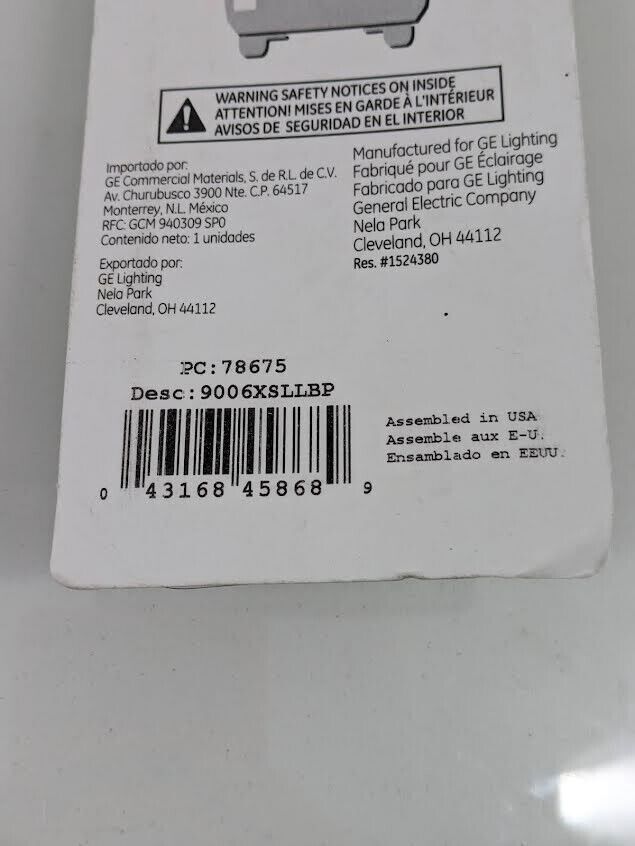 WARNING SAFETY NOTICES ON INSIDE
ATTENTION! MISES EN GARDE À L'INTÉRIEUR
AVISOS DE SEGURIDAD EN EL INTERIOR
Importado por:
GE Commercial Materials, S. de R.L. de C.V.
Av. Churubusco 3900 Nte. C.P. 64517
Monterrey, N.L. México
RFC: GCM 940309 SP0
Contenido neto: 1 unidades
Exportado por:
GE Lighting
Nela Park
Cleveland, OH 44112
Manufactured for GE Lighting
Fabriqué pour GE Éclairage
Fabricado para GE Lighting
General Electric Company
Nela Park
Cleveland, OH 44112
Res. #1524380
PC:78675
Desc:9006XSLLBP
0 43168 45868 9
Assembled in USA
Assemble aux E-U.
Ensamblado en EEUU.